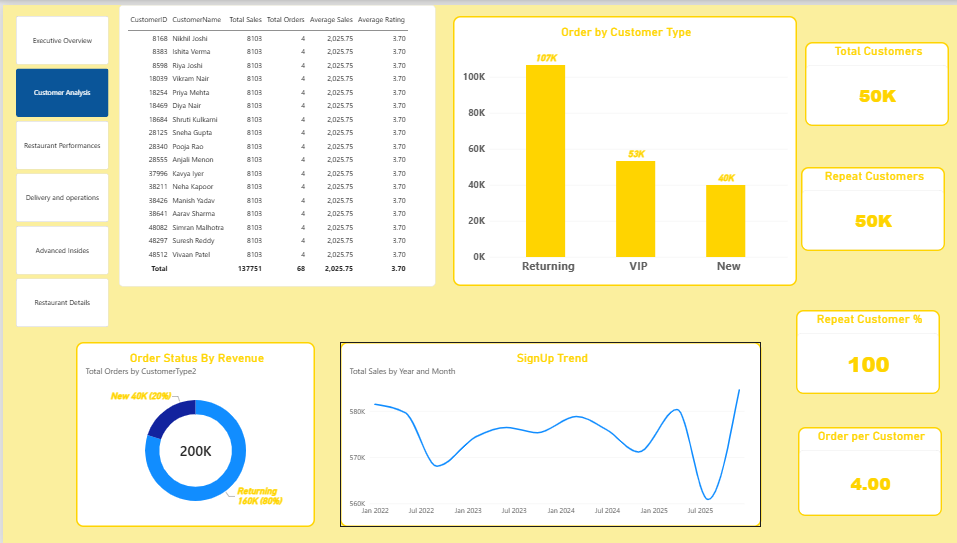 Executive Overview
Customer Analysis
Restaurant Performances
Delivery and operations
Advanced Insides
Restaurant Details
CustomerID CustomerName Total Sales Total Orders Average Sales Average Rating
8168 Nikhil Joshi 8103 4 2,025.75 3.70
8383 Ishita Verma 8103 4 2,025.75 3.70
8598 Riya Joshi 8103 4 2,025.75 3.70
18039 Vikram Nair 8103 4 2,025.75 3.70
18254 Priya Mehta 8103 4 2,025.75 3.70
18469 Diya Nair 8103 4 2,025.75 3.70
18684 Shruti Kulkarni 8103 4 2,025.75 3.70
28125 Sneha Gupta 8103 4 2,025.75 3.70
28340 Pooja Rao 8103 4 2,025.75 3.70
28555 Anjali Menon 8103 4 2,025.75 3.70
37996 Kavya Iyer 8103 4 2,025.75 3.70
38211 Neha Kapoor 8103 4 2,025.75 3.70
38426 Manish Yadav 8103 4 2,025.75 3.70
38641 Aarav Sharma 8103 4 2,025.75 3.70
48082 Simran Malhotra 8103 4 2,025.75 3.70
48297 Suresh Reddy 8103 4 2,025.75 3.70
48512 Vivaan Patel 8103 4 2,025.75 3.70
Total 137751 68 2,025.75 3.70
Order by Customer Type
107K
100K
80K
60K
40K
20K
0K
53K
40K
Returning VIP New
Total Customers
50K
Repeat Customers
50K
Repeat Customer %
100
Order per Customer
4.00
Order Status By Revenue
Total Orders by CustomerType2
New 40K (20%)
200K
Returning
160K (80%)
SignUp Trend
Total Sales by Year and Month
580K
570K
560K
Jan 2022 Jul 2022 Jan 2023 Jul 2023 Jan 2024 Jul 2024 Jan 2025 Jul 2025